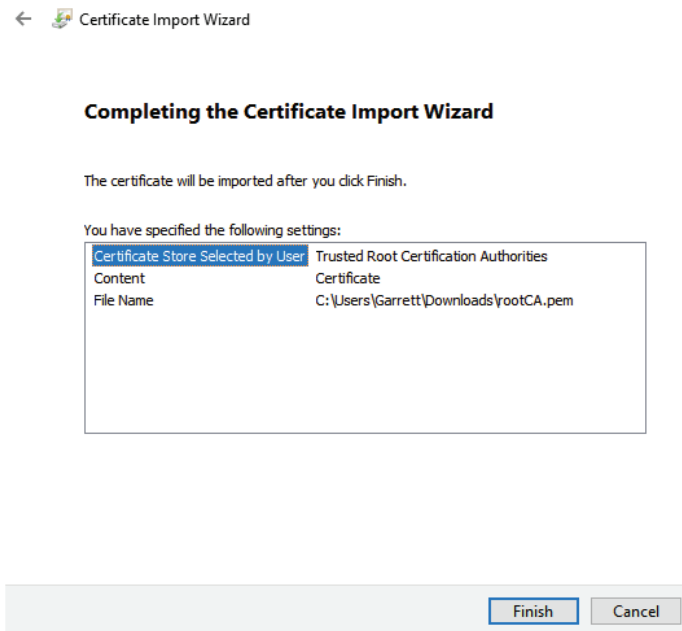 Certificate Import Wizard
Completing the Certificate Import Wizard
The certificate will be imported after you click Finish.
You have specified the following settings:
Certificate Store Selected by User Trusted Root Certification Authorities
Content Certificate
File Name C:\Users\Garrett\Downloads\rootCA.pem
Finish Cancel